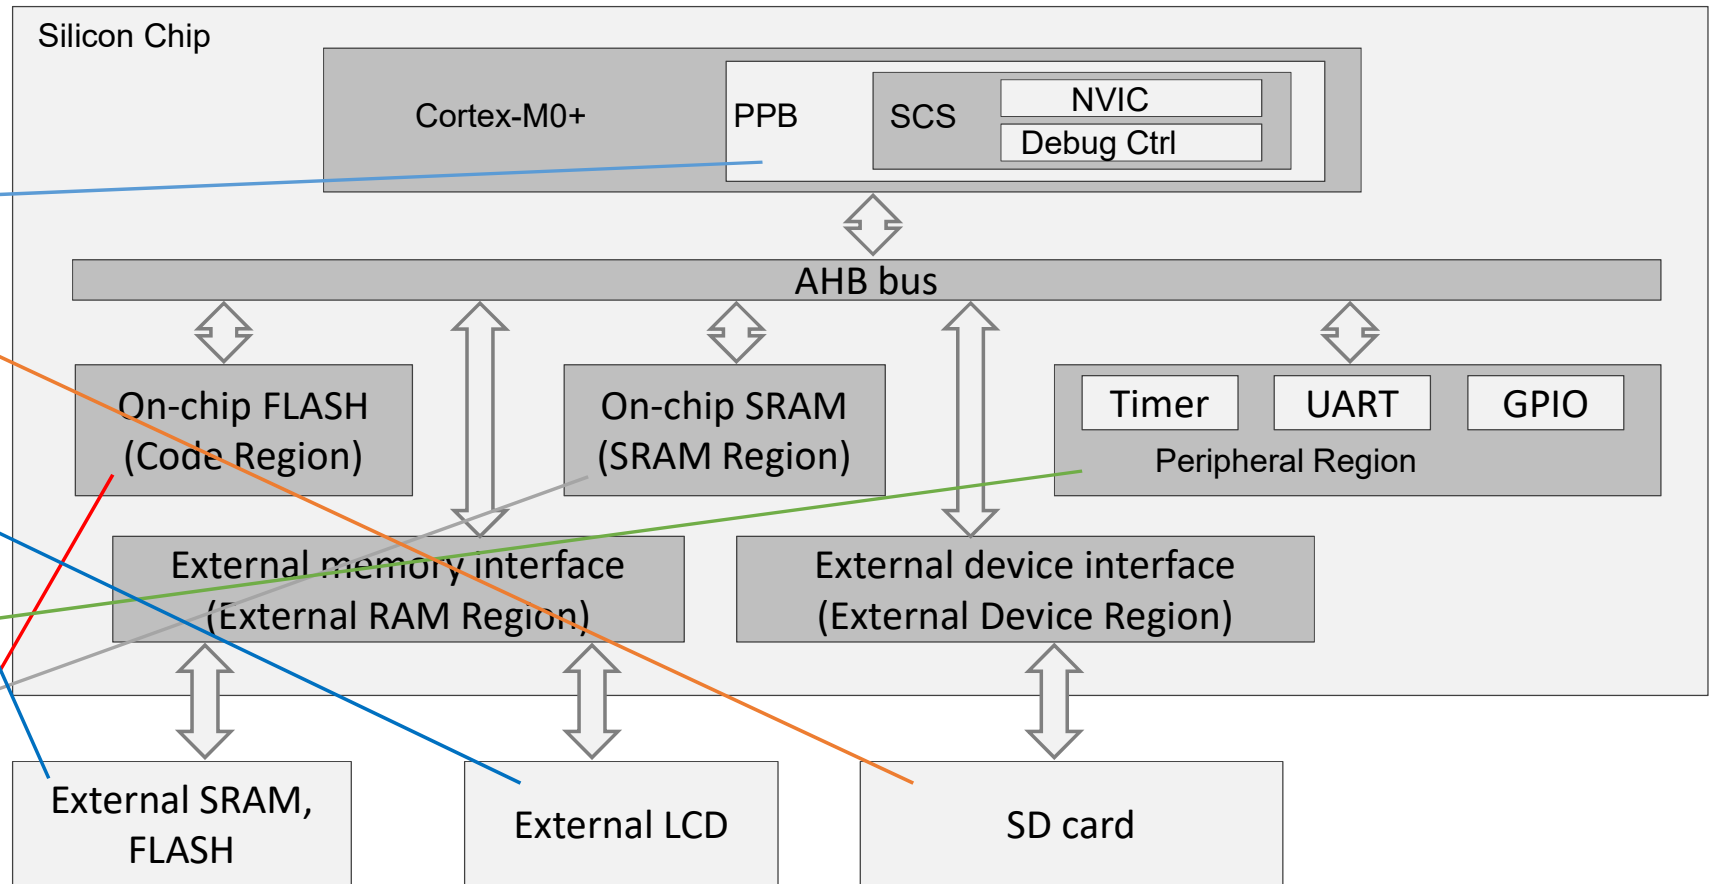 Silicon Chip
Cortex-M0+
PPB
SCS
NVIC
Debug Ctrl
AHB bus
On-chip FLASH
(Code Region)
On-chip SRAM
(SRAM Region)
Timer
UART
GPIO
Peripheral Region
External memory interface
(External RAM Region)
External device interface
(External Device Region)
External SRAM,
FLASH
External LCD
SD card